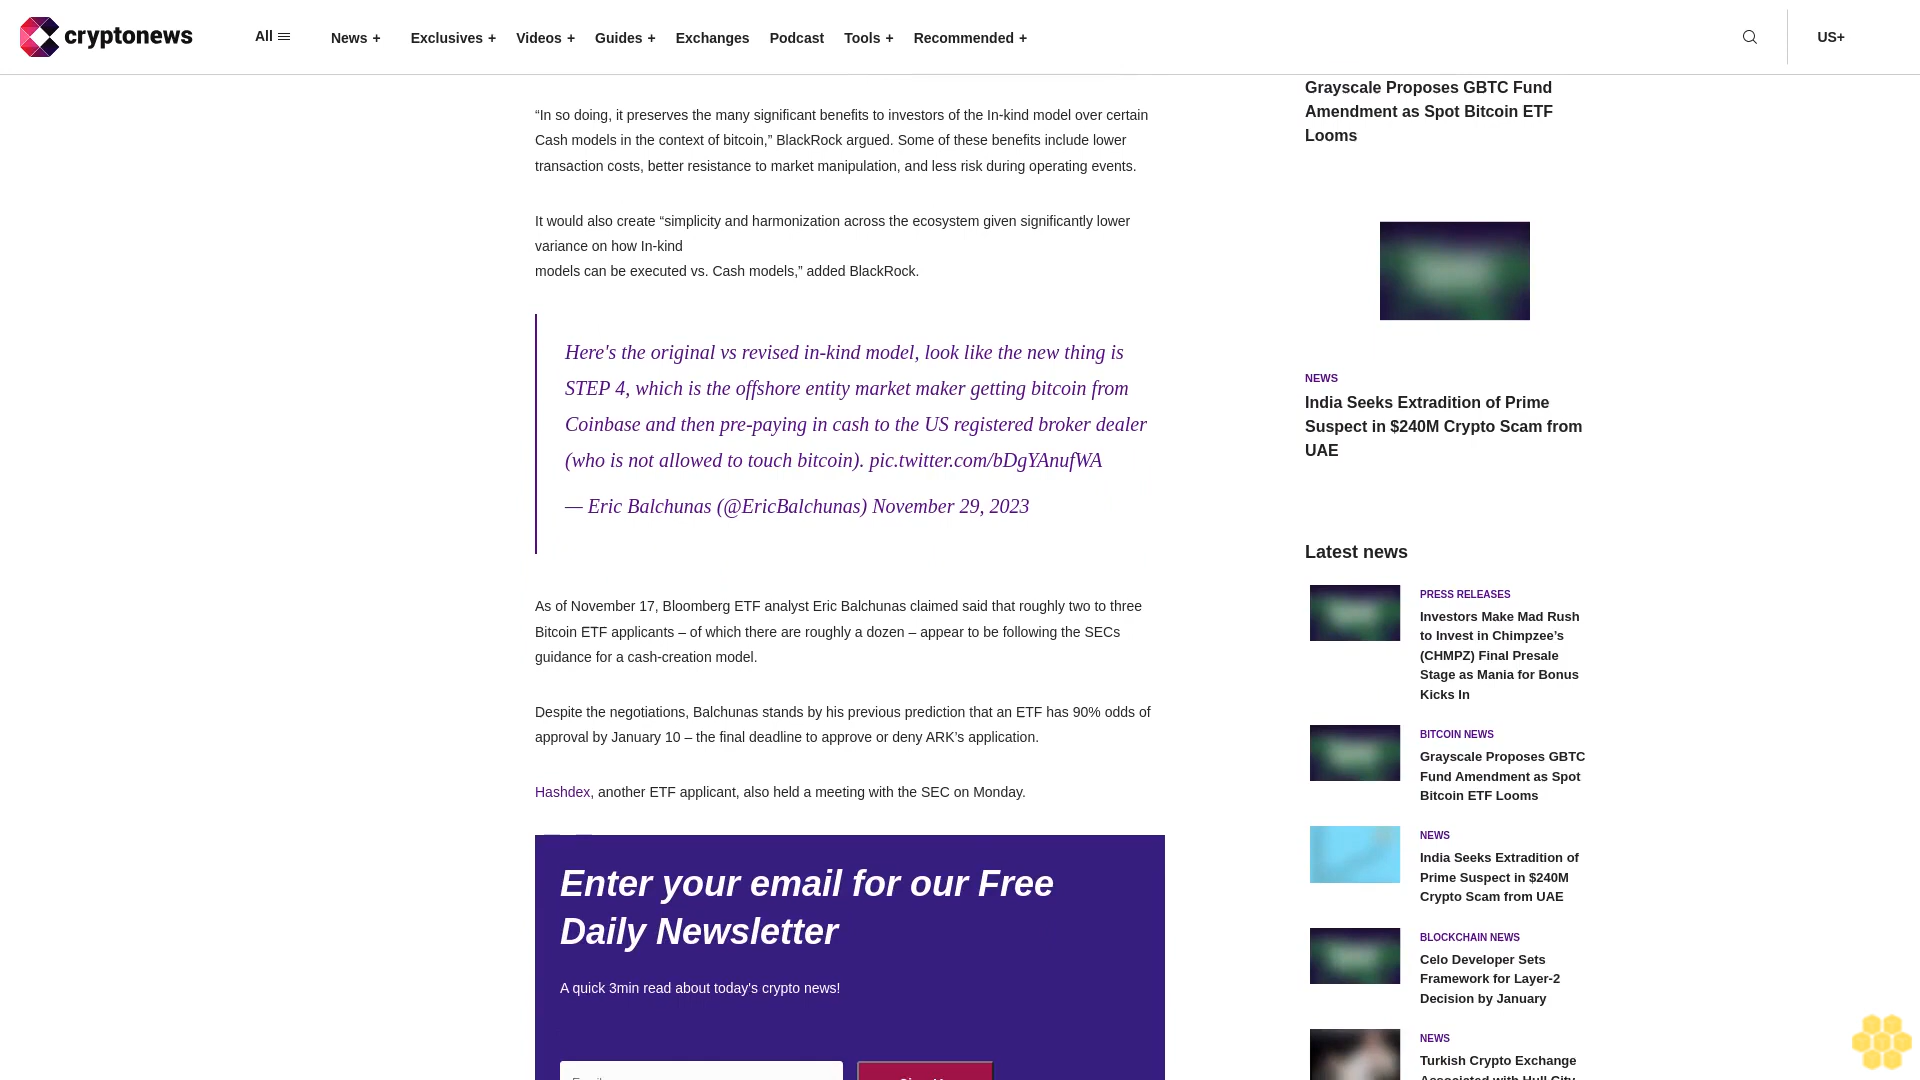 cryptonews
All
News +
Exclusives +
Videos +
Guides +
Exchanges
Podcast
Tools +
Recommended +
US+
“In so doing, it preserves the many significant benefits to investors of the In-kind model over certain
Cash models in the context of bitcoin,” BlackRock argued. Some of these benefits include lower
transaction costs, better resistance to market manipulation, and less risk during operating events.
It would also create “simplicity and harmonization across the ecosystem given significantly lower
variance on how In-kind
models can be executed vs. Cash models,” added BlackRock.
Here's the original vs revised in-kind model, look like the new thing is
STEP 4, which is the offshore entity market maker getting bitcoin from
Coinbase and then pre-paying in cash to the US registered broker dealer
(who is not allowed to touch bitcoin). pic.twitter.com/bDgYAnufWA
— Eric Balchunas (@EricBalchunas) November 29, 2023
As of November 17, Bloomberg ETF analyst Eric Balchunas claimed said that roughly two to three
Bitcoin ETF applicants – of which there are roughly a dozen – appear to be following the SECs
guidance for a cash-creation model.
Despite the negotiations, Balchunas stands by his previous prediction that an ETF has 90% odds of
approval by January 10 – the final deadline to approve or deny ARK’s application.
Hashdex, another ETF applicant, also held a meeting with the SEC on Monday.
Enter your email for our Free
Daily Newsletter
A quick 3min read about today's crypto news!
Grayscale Proposes GBTC Fund
Amendment as Spot Bitcoin ETF
Looms
NEWS
India Seeks Extradition of Prime
Suspect in $240M Crypto Scam from
UAE
Latest news
PRESS RELEASES
Investors Make Mad Rush
to Invest in Chimpzee’s
(CHMPZ) Final Presale
Stage as Mania for Bonus
Kicks In
BITCOIN NEWS
Grayscale Proposes GBTC
Fund Amendment as Spot
Bitcoin ETF Looms
NEWS
India Seeks Extradition of
Prime Suspect in $240M
Crypto Scam from UAE
BLOCKCHAIN NEWS
Celo Developer Sets
Framework for Layer-2
Decision by January
NEWS
Turkish Crypto Exchange
Associated with Hull City